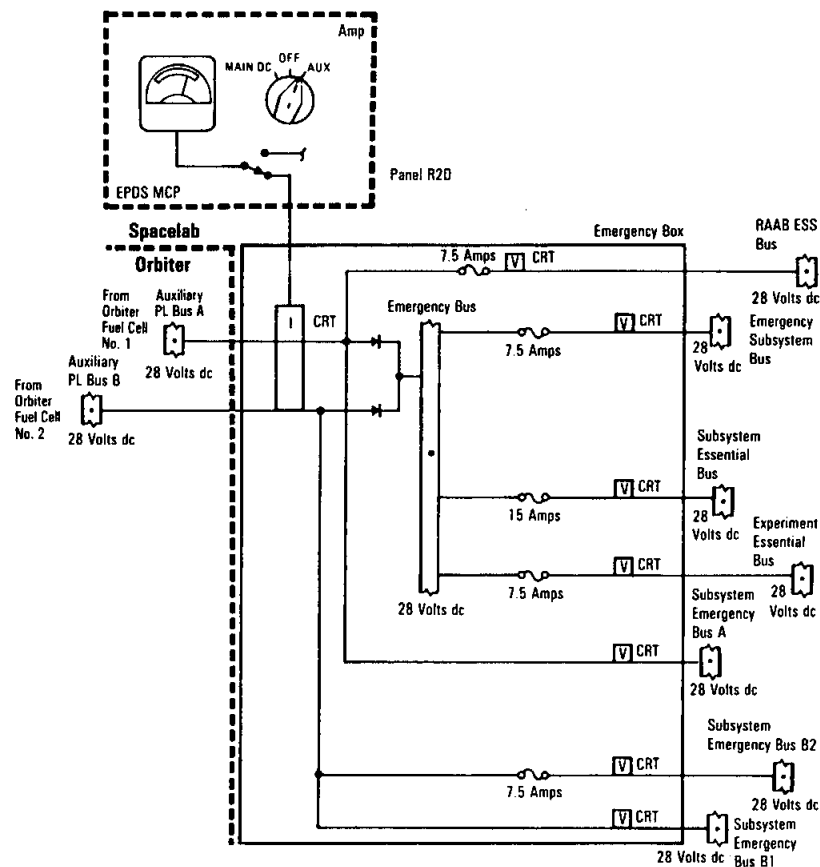 Amp
MAIN DC
OFF
AUX
EPDS MCP
Panel R2D
Spacelab
Orbiter
Emergency Box
RAAB ESS
Bus
7.5 Amps
V CRT
28 Volts dc
From
Orbiter
Fuel Cell
No. 1
Auxiliary
PL Bus A
28 Volts dc
I
CRT
Emergency Bus
7.5 Amps
V CRT
28
Volts dc
Emergency
Subsystem
Bus
From
Orbiter
Fuel Cell
No. 2
Auxiliary
PL Bus B
28 Volts dc
Subsystem
Essential
Bus
15 Amps
V CRT
28
Volts dc
Experiment
Essential
Bus
7.5 Amps
V CRT
28
Volts dc
28 Volts dc
Subsystem
Emergency
Bus A
V CRT
28 Volts dc
Subsystem
Emergency Bus B2
7.5 Amps
V CRT
28 Volts dc
V CRT
Subsystem
Emergency
Bus B1
28 Volts dc